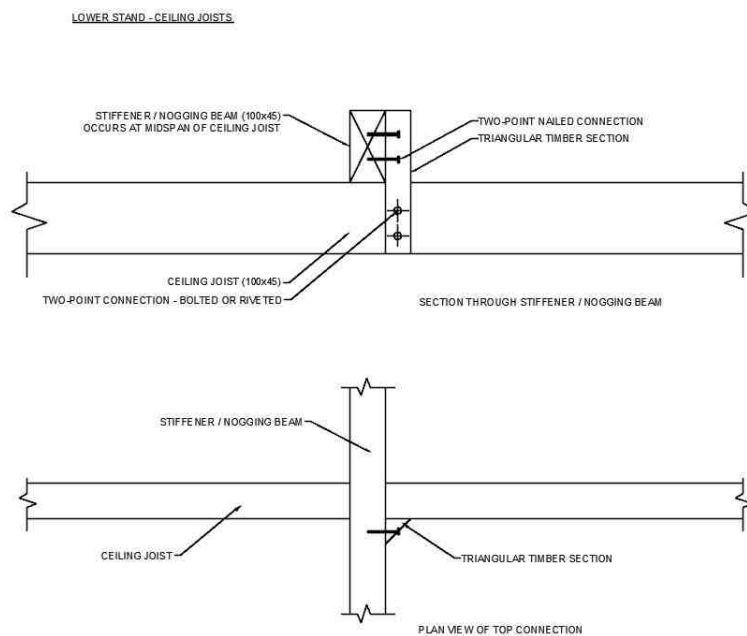 LOWER STAND - CEILING JOISTS
STIFFENER / NOGGING BEAM (100x45)
OCCURS AT MIDSPAN OF CEILING JOIST
TWO-POINT NAILED CONNECTION
TRIANGULAR TIMBER SECTION
CEILING JOIST (100x45)
TWO-POINT CONNECTION - BOLTED OR RIVETED
SECTION THROUGH STIFFENER / NOGGING BEAM
STIFFENER / NOGGING BEAM
CEILING JOIST
TRIANGULAR TIMBER SECTION
PLAN VIEW OF TOP CONNECTION